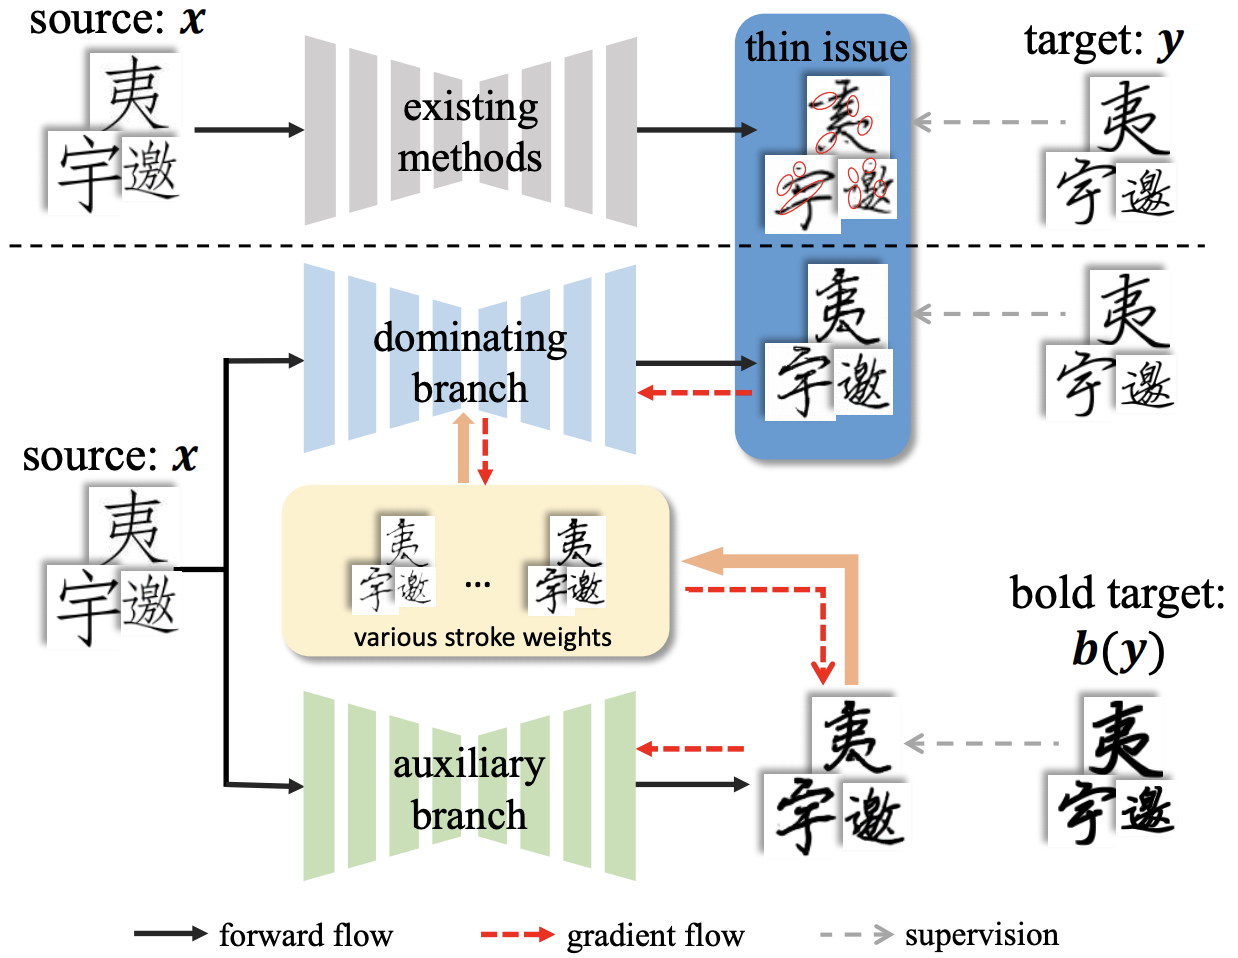 source: x
夷
宇 邀
existing
methods
thin issue
夷
宇 邀
target: y
夷
宇 邀
dominating
branch
夷
宇 邀
夷
宇 邀
source: x
夷
宇 邀
夷 夷
宇 邀 ... 宇 邀
various stroke weights
bold target:
b(y)
auxiliary
branch
夷
宇 邀
夷
宇 邀
forward flow
gradient flow
supervision